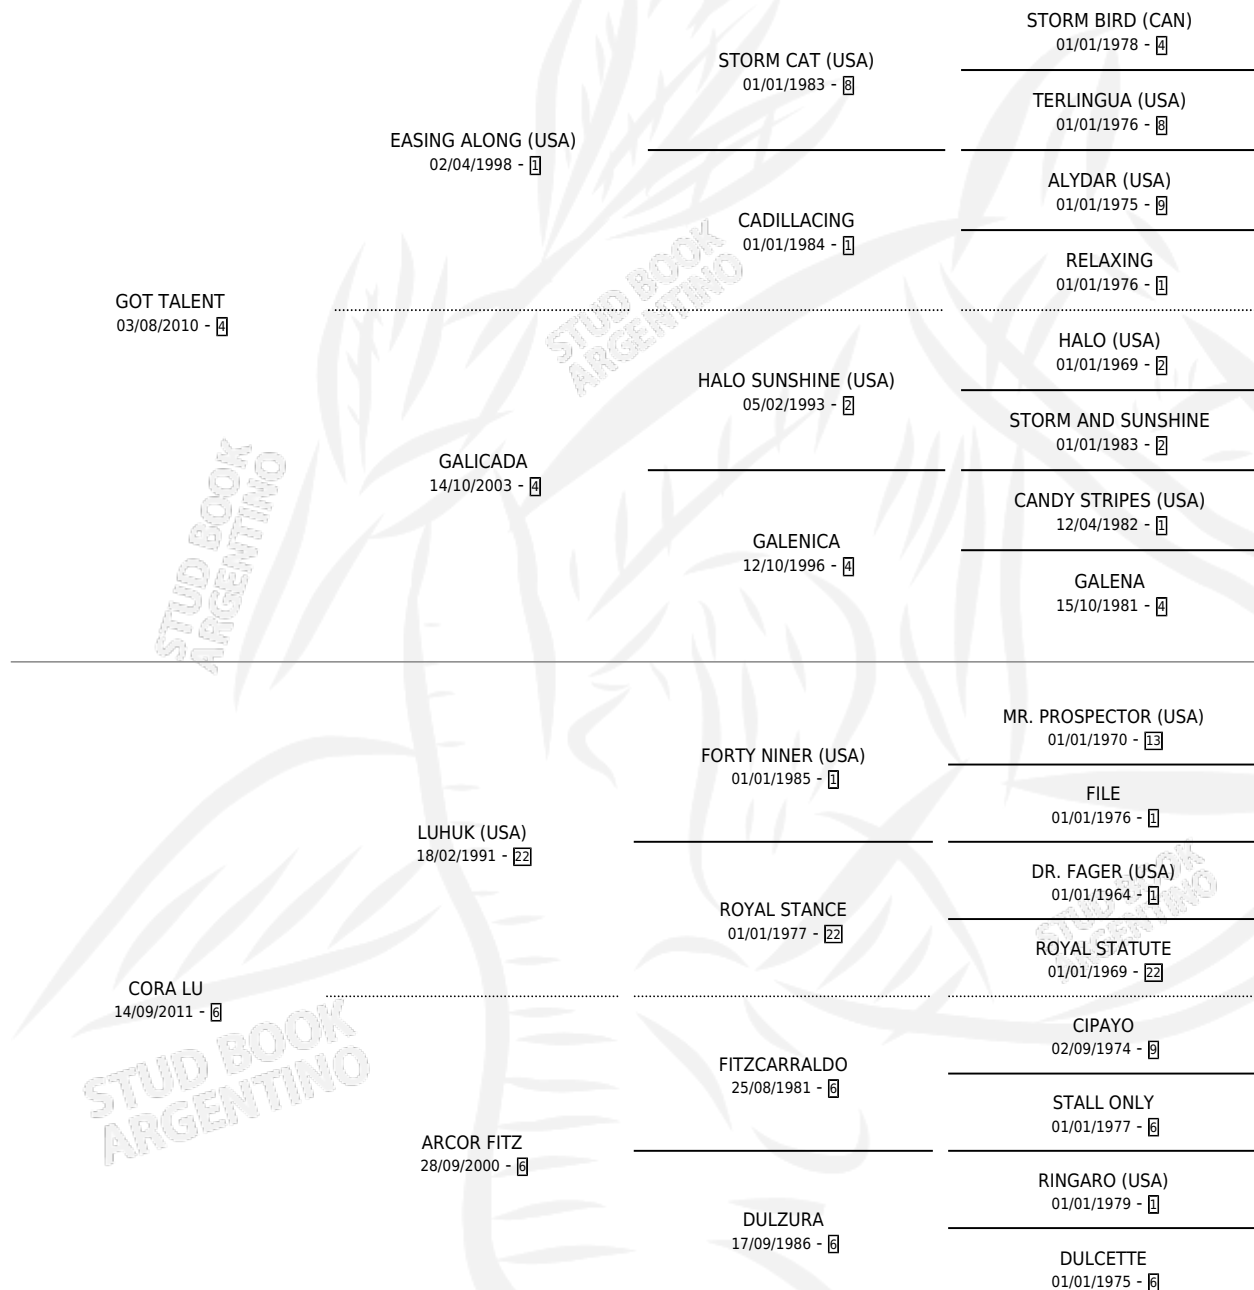 STORM BIRD (CAN)
01/01/1978 - 4
STORM CAT (USA)
01/01/1983 - 8
TERLINGUA (USA)
01/01/1976 - 8
EASING ALONG (USA)
02/04/1998 - 1
ALYDAR (USA)
01/01/1975 - 9
CADILLACING
01/01/1984 - 1
RELAXING
01/01/1976 - 1
GOT TALENT
03/08/2010 - 4
HALO (USA)
01/01/1969 - 2
HALO SUNSHINE (USA)
05/02/1993 - 2
STORM AND SUNSHINE
01/01/1983 - 2
GALICADA
14/10/2003 - 4
CANDY STRIPES (USA)
12/04/1982 - 1
GALENICA
12/10/1996 - 4
GALENA
15/10/1981 - 4
STUD BOOK
ARGENTINO
STUD BOOK
ARGENTINO
MR. PROSPECTOR (USA)
01/01/1970 - 13
FORTY NINER (USA)
01/01/1985 - 1
FILE
01/01/1976 - 1
LUHUK (USA)
18/02/1991 - 22
DR. FAGER (USA)
01/01/1964 - 1
ROYAL STANCE
01/01/1977 - 22
ROYAL STATUTE
01/01/1969 - 22
STUD BOOK
ARGENTINO
CORA LU
14/09/2011 - 6
CIPAYO
02/09/1974 - 9
FITZCARRALDO
25/08/1981 - 6
STALL ONLY
01/01/1977 - 6
ARCOR FITZ
28/09/2000 - 6
RINGARO (USA)
01/01/1979 - 1
DULZURA
17/09/1986 - 6
DULCETTE
01/01/1975 - 6
STUD BOOK
ARGENTINO